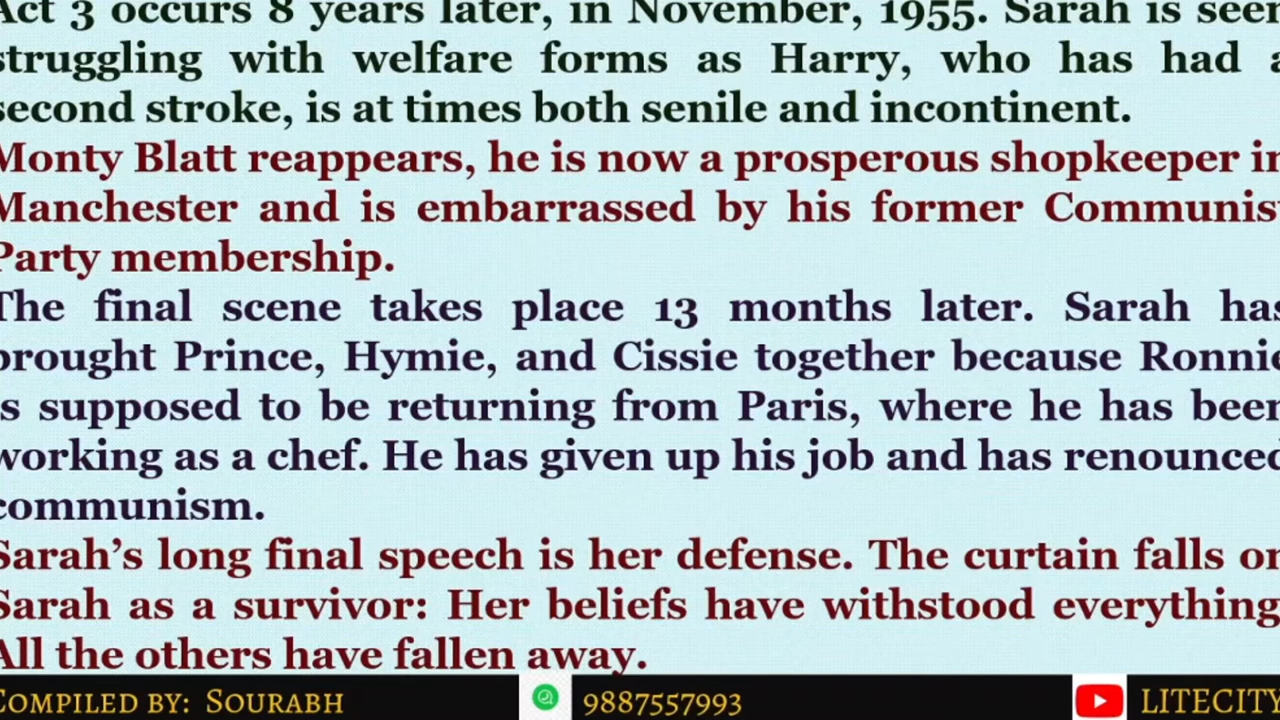 Act 3 occurs 8 years later, in November, 1955. Sarah is seen
struggling with welfare forms as Harry, who has had a
second stroke, is at times both senile and incontinent.
Monty Blatt reappears, he is now a prosperous shopkeeper in
Manchester and is embarrassed by his former Communist
Party membership.
The final scene takes place 13 months later. Sarah has
brought Prince, Hymie, and Cissie together because Ronnie
is supposed to be returning from Paris, where he has been
working as a chef. He has given up his job and has renounced
communism.
Sarah’s long final speech is her defense. The curtain falls on
Sarah as a survivor: Her beliefs have withstood everything
All the others have fallen away.
COMPILED BY: SOURABH 9887557993 LITECITY